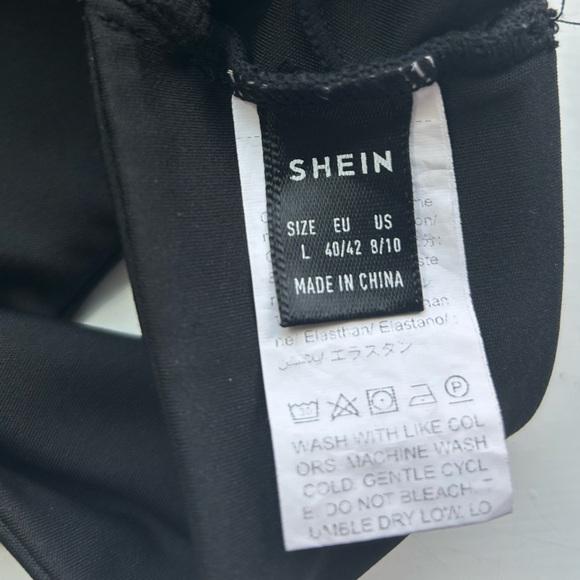 SHEIN
SIZE EU US
L 40/42 8/10
MADE IN CHINA
ne/ Elasthan/ Elastano/:
エラスタン
30
P
WASH WITH LIKE COL
ORS. MACHINE WASH
COLD. GENTLE CYCL
E. DO NOT BLEACH.
UMBLE DRY LOW. LO